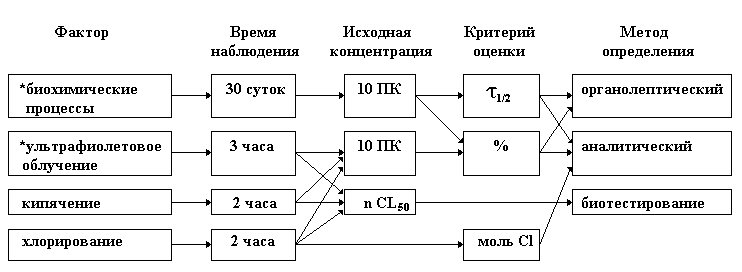 Фактор
Время наблюдения
Исходная концентрация
Критерий оценки
Метод определения
*биохимические процессы
30 суток
10 ПК
τ1/2
органолептический
*ультрафиолетовое облучение
3 часа
10 ПК
%
аналитический
кипячение
2 часа
n CL50
биотестирование
хлорирование
2 часа
моль Cl